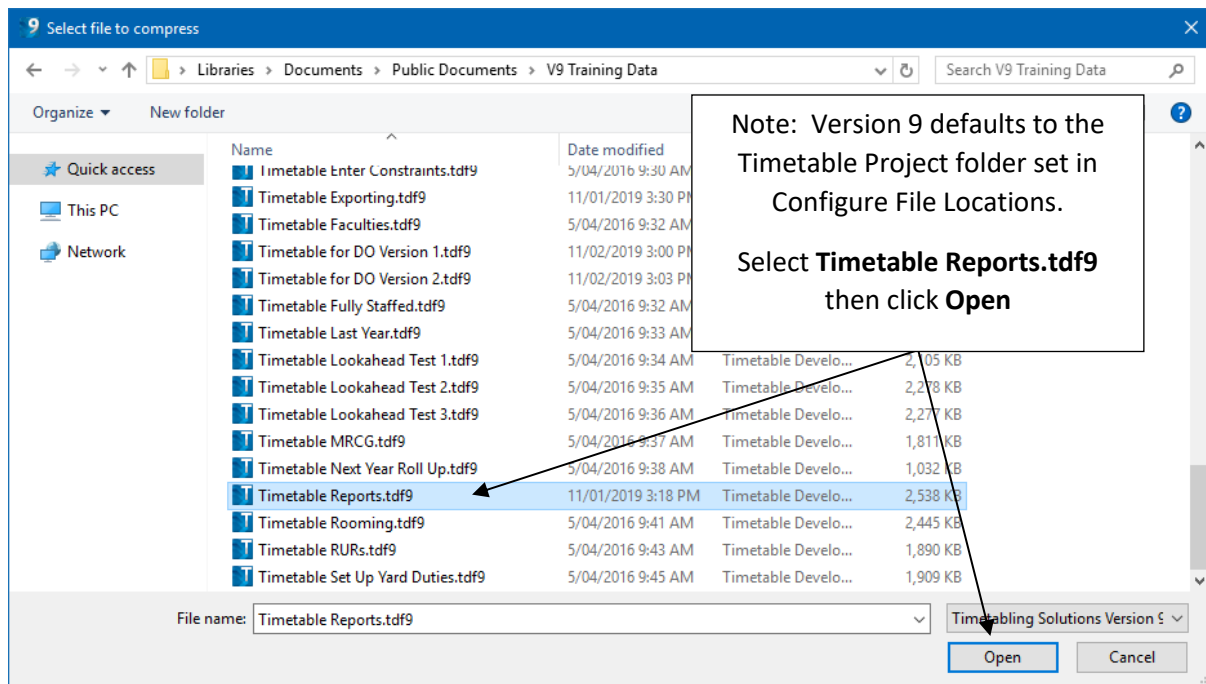 9 Select file to compress
Libraries > Documents > Public Documents > V9 Training Data
Search V9 Training Data
Organize
New folder
Note: Version 9 defaults to the
Timetable Project folder set in
Configure File Locations.
Select Timetable Reports.tdf9
then click Open
Quick access
This PC
Network
Name Date modified
Timetable Enter Constraints.tdf9 5/04/2016 9:30 AM
Timetable Exporting.tdf9 11/01/2019 3:30 PM
Timetable Faculties.tdf9 5/04/2016 9:32 AM
Timetable for DO Version 1.tdf9 11/02/2019 3:00 PM
Timetable for DO Version 2.tdf9 11/02/2019 3:03 PM
Timetable Fully Staffed.tdf9 5/04/2016 9:32 AM
Timetable Last Year.tdf9 5/04/2016 9:33 AM
Timetable Lookahead Test 1.tdf9 5/04/2016 9:34 AM Timetable Develo... KB
Timetable Lookahead Test 2.tdf9 5/04/2016 9:35 AM Timetable Develo... 2,278 KB
Timetable Lookahead Test 3.tdf9 5/04/2016 9:36 AM Timetable Develo... 2,277 KB
Timetable MRCG.tdf9 5/04/2016 9:37 AM Timetable Develo... 1,811 KB
Timetable Next Year Roll Up.tdf9 5/04/2016 9:38 AM Timetable Develo... 1,032 KB
Timetable Reports.tdf9 11/01/2019 3:18 PM Timetable Develo... 2,538 KB
Timetable Rooming.tdf9 5/04/2016 9:41 AM Timetable Develo... 2,445 KB
Timetable RURs.tdf9 5/04/2016 9:43 AM Timetable Develo... 1,890 KB
Timetable Set Up Yard Duties.tdf9 5/04/2016 9:45 AM Timetable Develo... 1,909 KB
File name: Timetable Reports.tdf9
Timetabling Solutions Version 9
Open
Cancel